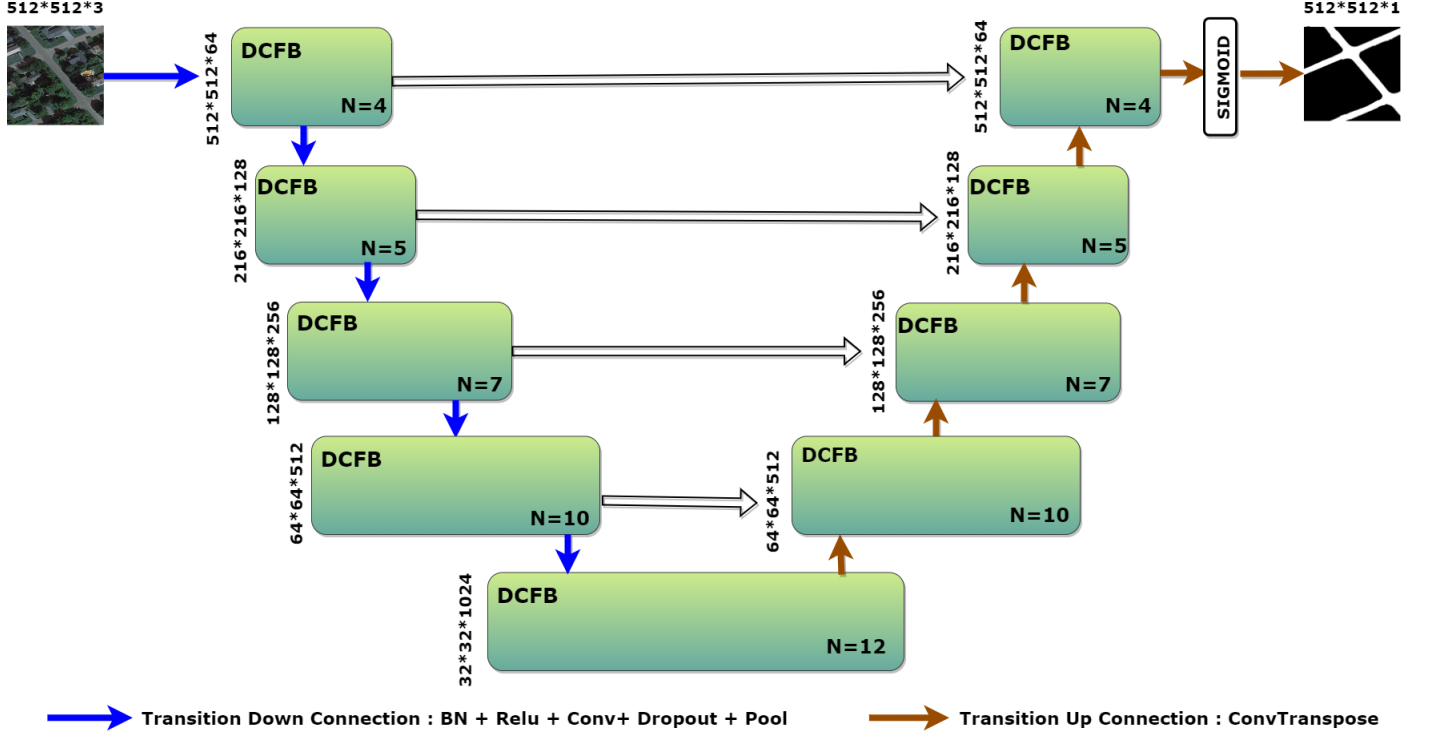 512*512*3
512*512*1
512*512*64
DCFB
N=4
512*512*64
DCFB
N=4
SIGMOID
216*216*128
DCFB
N=5
216*216*128
DCFB
N=5
128*128*256
DCFB
N=7
128*128*256
DCFB
N=7
64*64*512
DCFB
N=10
64*64*512
DCFB
N=10
32*32*1024
DCFB
N=12
Transition Down Connection : BN + Relu + Conv+ Dropout + Pool
Transition Up Connection : ConvTranspose